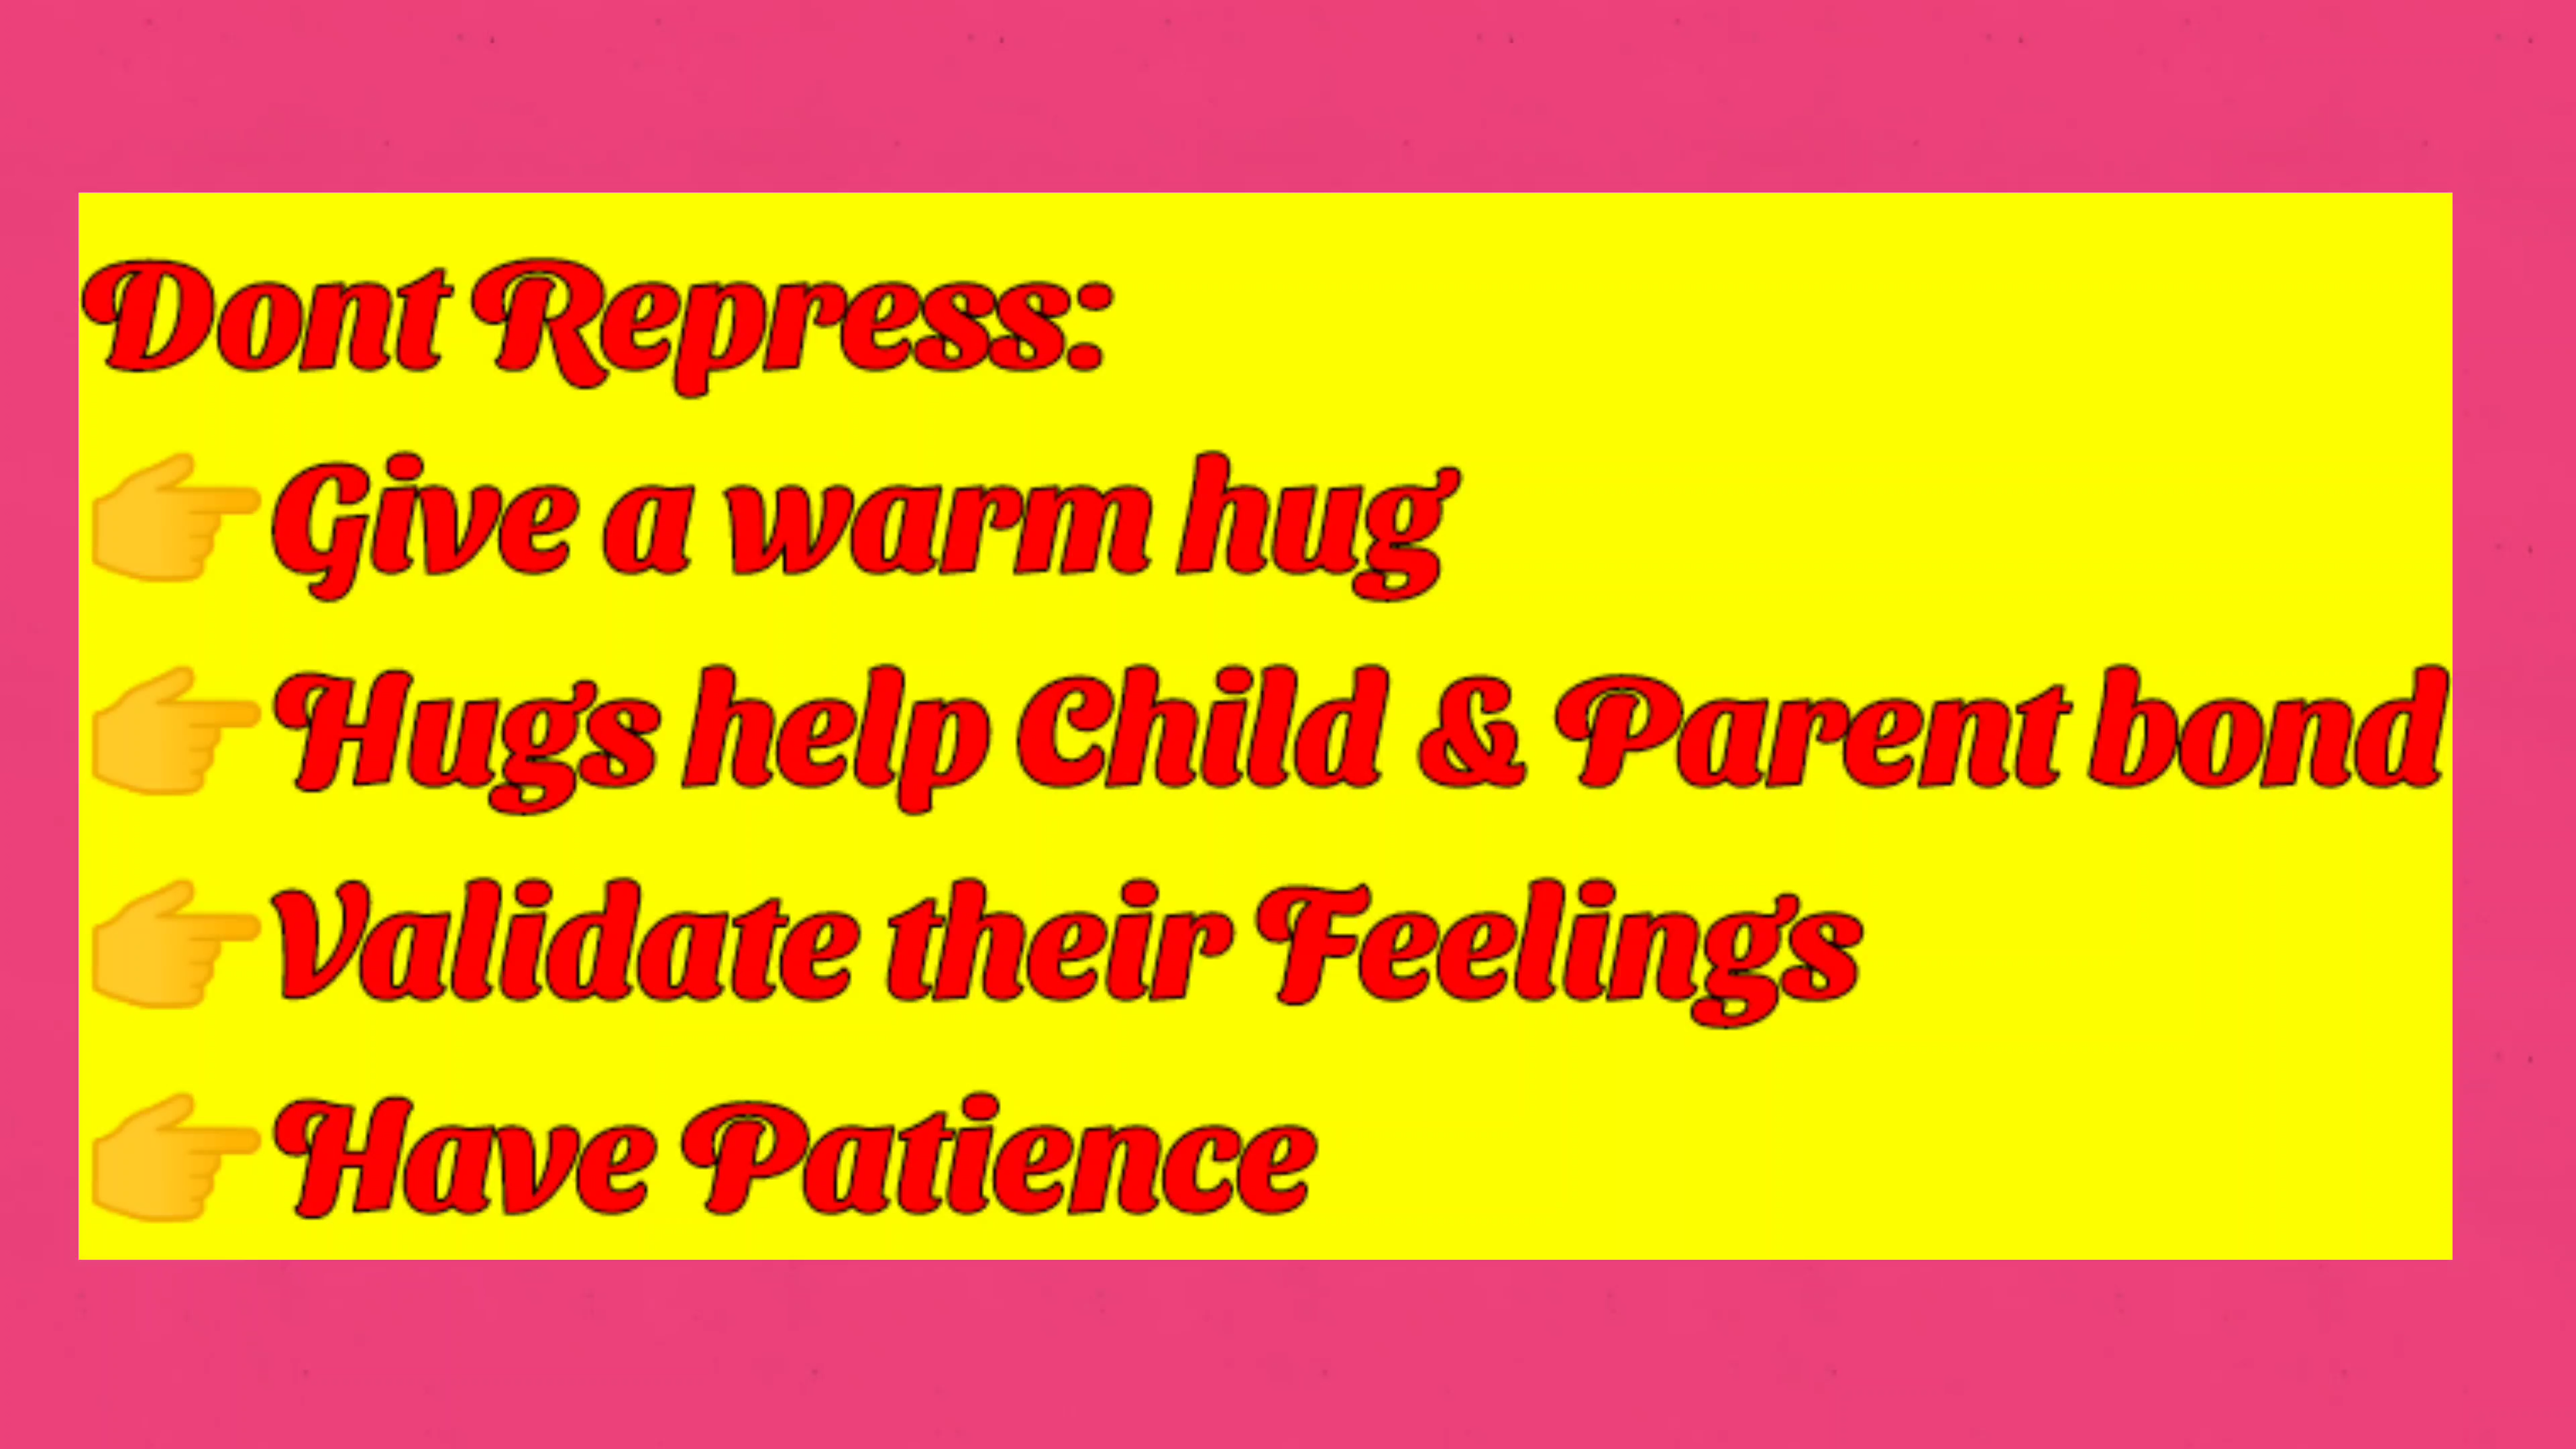 Dont Repress:
👉Give a warm hug
👉Hugs help Child & Parent bond
👉Validate their Feelings
👉Have Patience